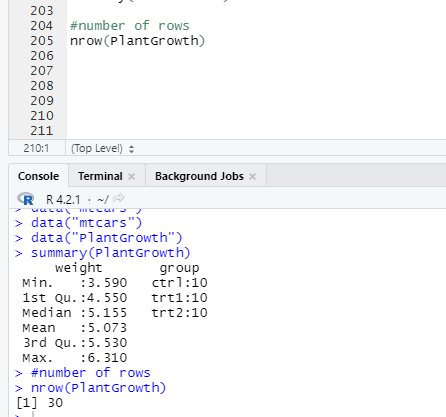 203
204 #number of rows
205 nrow(PlantGrowth)
206
207
208
209
210
211
210:1 (Top Level)
Console Terminal Background Jobs
R 4.2.1 · ~/
> data("mtcars")
> data("mtcars")
> data("PlantGrowth")
> summary(PlantGrowth)
weight group
Min. :3.590 ctrl:10
1st Qu.:4.550 trt1:10
Median :5.155 trt2:10
Mean :5.073
3rd Qu.:5.530
Max. :6.310
> #number of rows
> nrow(PlantGrowth)
[1] 30
>